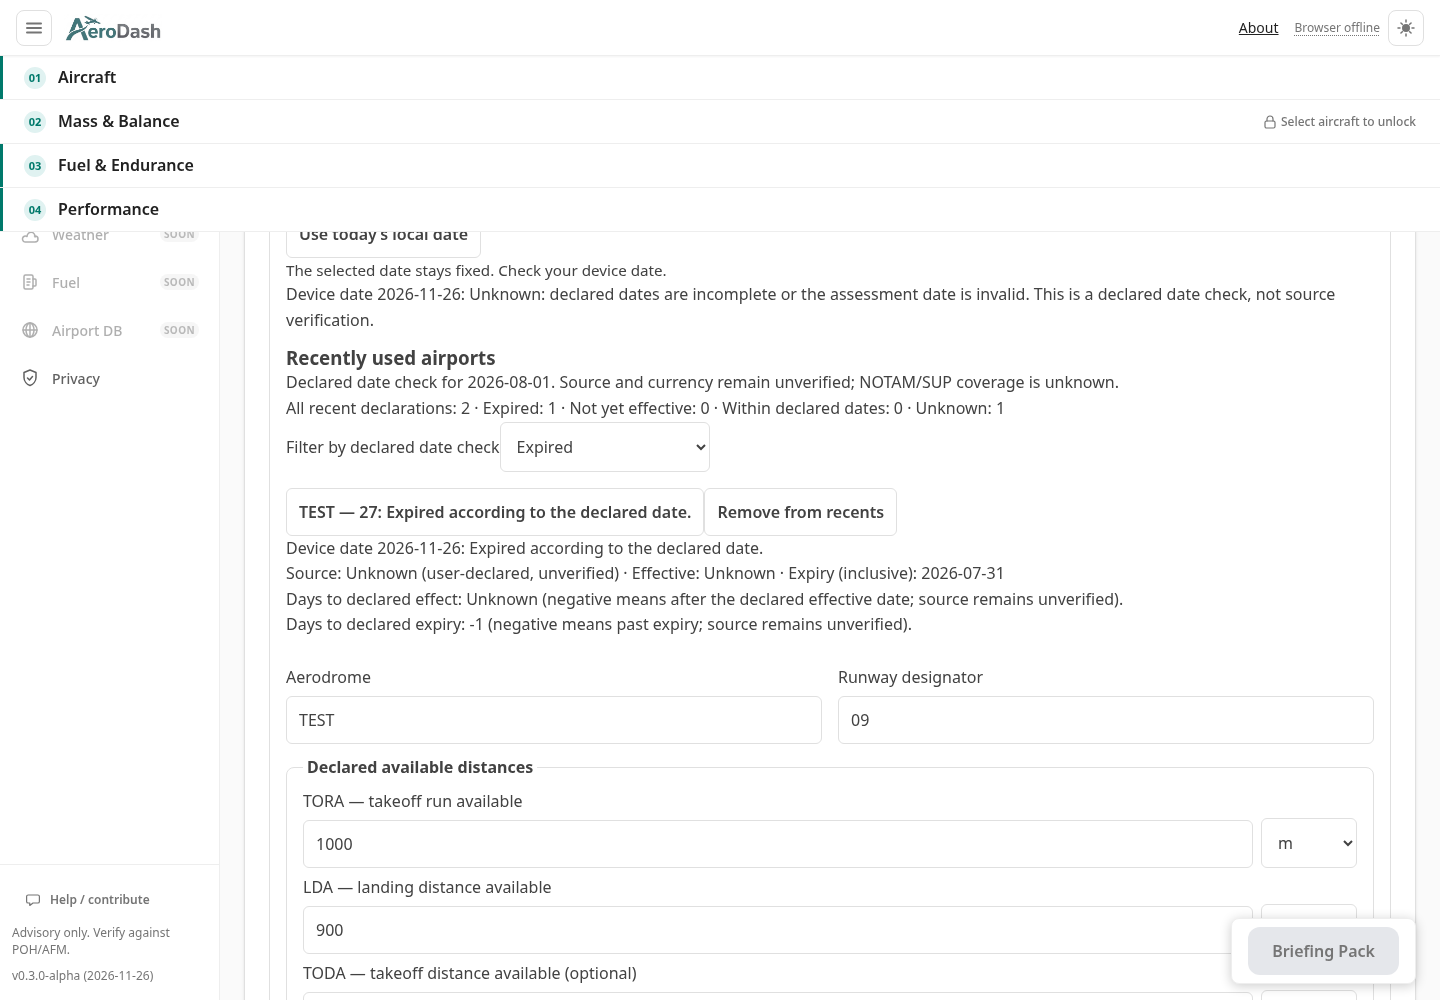 AeroDash
About
Browser offline
01 Aircraft
02 Mass & Balance
Select aircraft to unlock
03 Fuel & Endurance
04 Performance
Weather SOON
Fuel SOON
Airport DB SOON
Privacy
Use today's local date
The selected date stays fixed. Check your device date.
Device date 2026-11-26: Unknown: declared dates are incomplete or the assessment date is invalid. This is a declared date check, not source
verification.
Recently used airports
Declared date check for 2026-08-01. Source and currency remain unverified; NOTAM/SUP coverage is unknown.
All recent declarations: 2 · Expired: 1 · Not yet effective: 0 · Within declared dates: 0 · Unknown: 1
Filter by declared date check Expired
TEST — 27: Expired according to the declared date. Remove from recents
Device date 2026-11-26: Expired according to the declared date.
Source: Unknown (user-declared, unverified) · Effective: Unknown · Expiry (inclusive): 2026-07-31
Days to declared effect: Unknown (negative means after the declared effective date; source remains unverified).
Days to declared expiry: -1 (negative means past expiry; source remains unverified).
Aerodrome
TEST
Runway designator
09
Declared available distances
TORA — takeoff run available
1000 m
LDA — landing distance available
900
TODA — takeoff distance available (optional)
Help / contribute
Advisory only. Verify against
POH/AFM.
v0.3.0-alpha (2026-11-26)
Briefing Pack